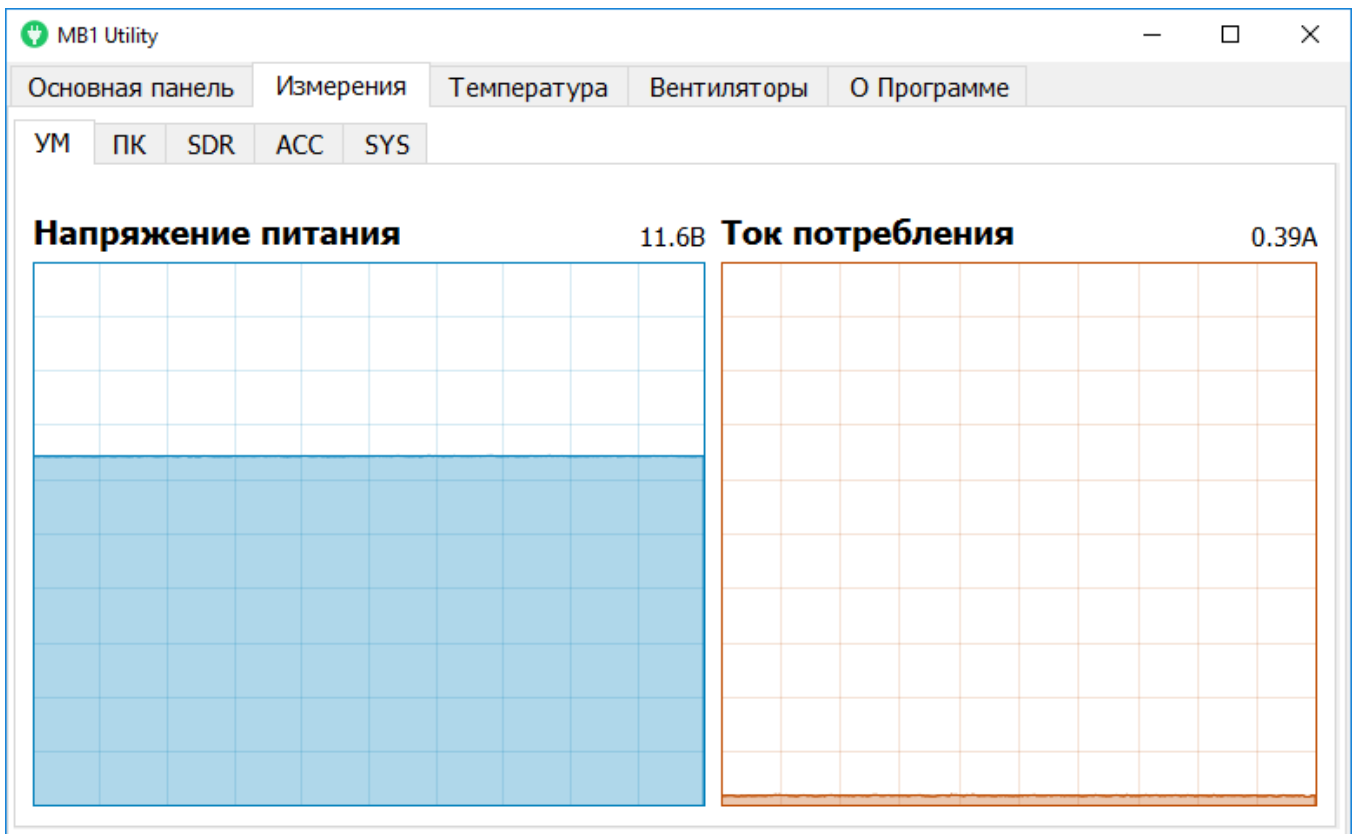 MB1 Utility
Основная панель Измерения Температура Вентиляторы О Программе
УМ ПК SDR ACC SYS
Напряжение питания 11.6В Ток потребления 0.39А